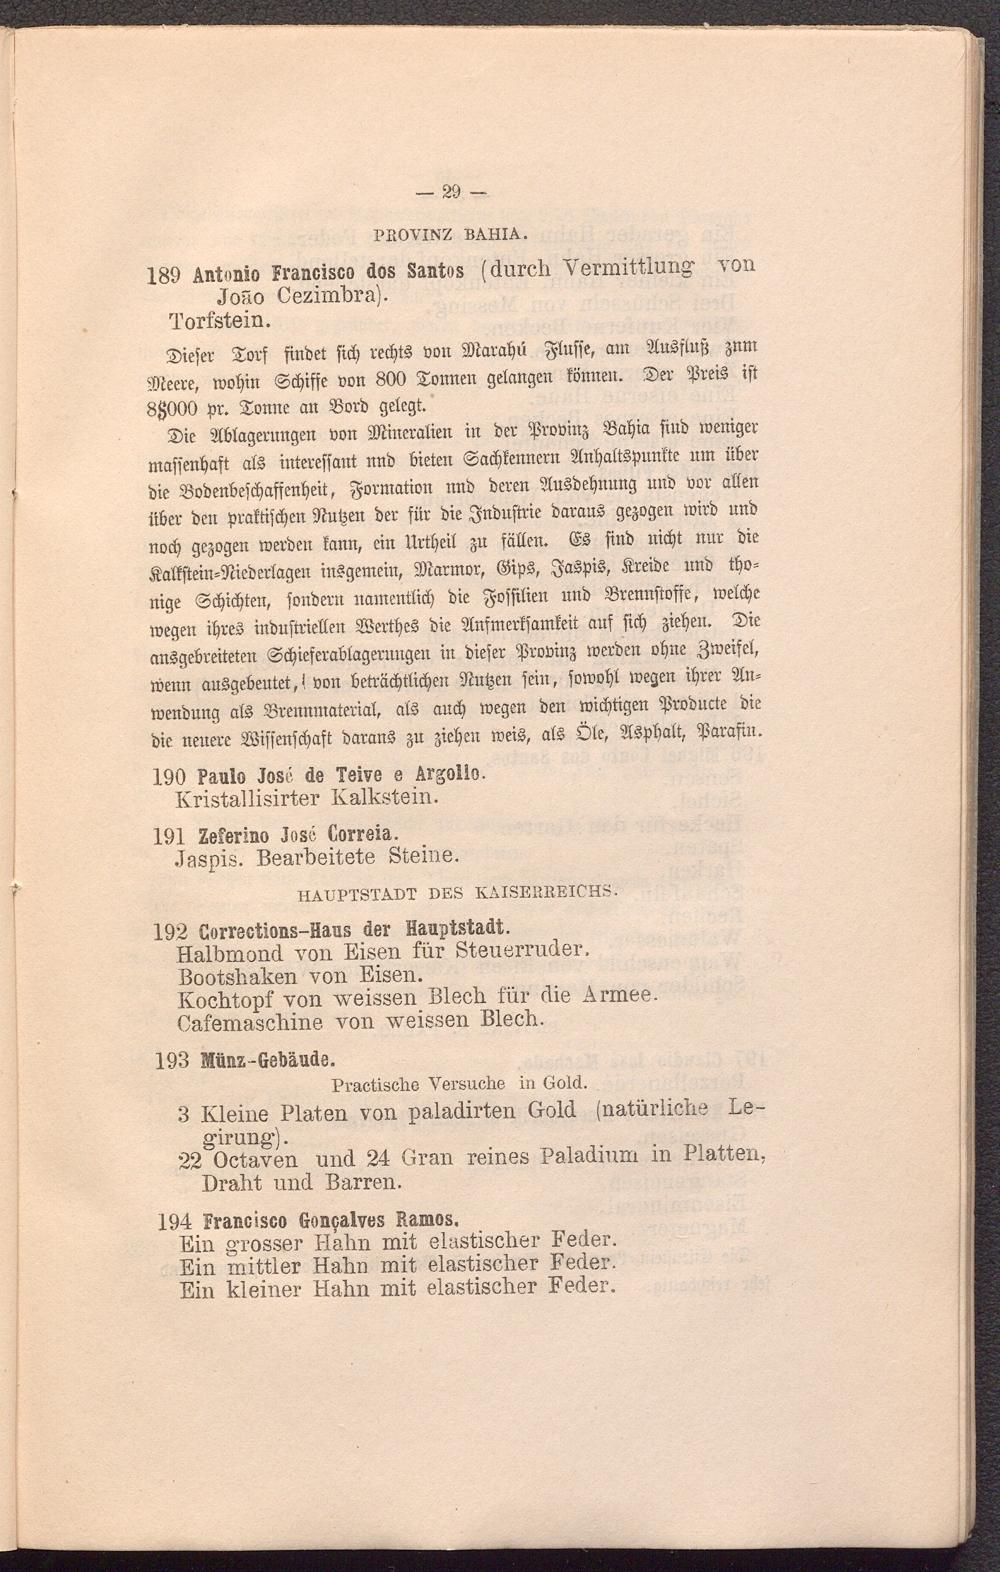 — 29 —
PROVINZ BAHIA.
189 Antonio Francisco dos Santos (durch Vermittlung von
João Cezimbra).
Torfstein.
Dieser Torf findet sich rechts von Marahú Flusse, am Ausfluß znm
Meere, wohin Schiffe von 800 Tonnen gelangen können. Der Preis ist
8$000 pr. Tonne an Bord gelegt.
Die Ablagerungen von Mineralien in der Provinz Bahia sind weniger
massenhaft als interessant nnd bieten Sachkennern Anhaltspunkte um über
die Bodenbeschaffenheit, Formation nnd deren Ausdehnung und vor allen
über den praktischen Nutzen der für die Industrie daraus gezogen wird und
noch gezogen werden kann, ein Urtheil zu fällen. Es sind nicht nur die
Kalkstein-Niederlagen insgemein, Marmor, Gips, Jaspis, Kreide und tho-
nige Schichten, sondern namentlich die Fossilien und Brennstoffe, welche
wegen ihres industriellen Werthes die Anfmerksamkeit auf sich ziehen. Die
ansgebreiteten Schieferablagerungen in dieser Provinz werden ohne Zweifel,
wenn ausgebeutet, von beträchtlichen Nutzen sein, sowohl wegen ihrer An-
wendung als Brennmaterial, als auch wegen den wichtigen Producte die
die neuere Wissenschaft daraus zu ziehen weis, als Öle, Asphalt, Parafin.
190 Paulo José de Teive e Argollo.
Kristallisirter Kalkstein.
191 Zeferino José Correia.
Jaspis. Bearbeitete Steine.
HAUPTSTADT DES KAISERREICHS.
192 Corrections-Haus der Hauptstadt.
Halbmond von Eisen für Steuerruder.
Bootshaken von Eisen.
Kochtopf von weissen Blech für die Armee.
Cafemaschine von weissen Blech.
193 Münz-Gebäude.
Practische Versuche in Gold.
3 Kleine Platen von paladirten Gold (natürliche Le-
girung).
22 Octaven und 24 Gran reines Paladium in Platten,
Draht und Barren.
194 Francisco Gonçalves Ramos.
Ein grosser Hahn mit elastischer Feder.
Ein mittler Hahn mit elastischer Feder.
Ein kleiner Hahn mit elastischer Feder.